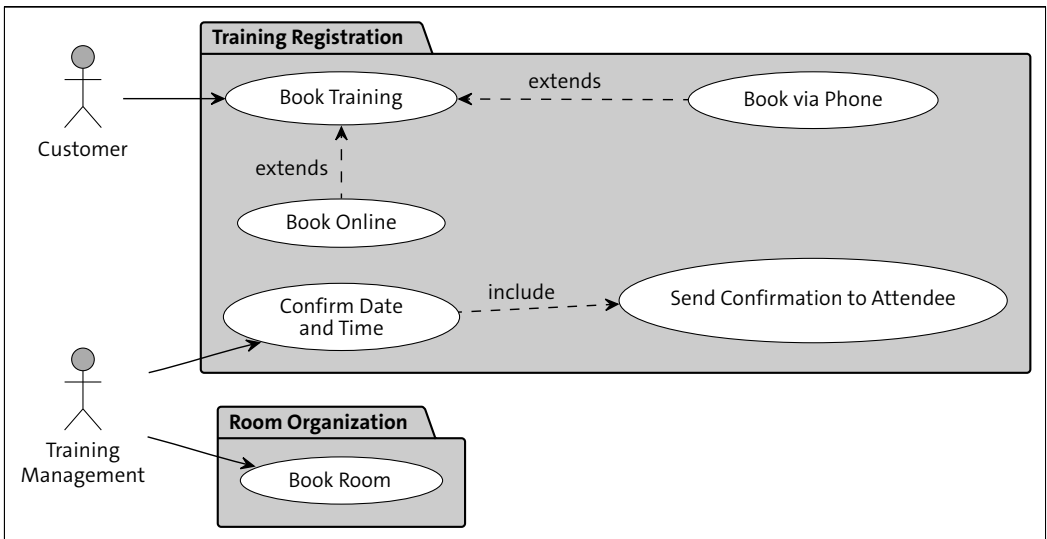 Training Registration
Book Training
extends
Book via Phone
Customer
extends
Book Online
Confirm Date
and Time
include
Send Confirmation to Attendee
Training
Management
Room Organization
Book Room